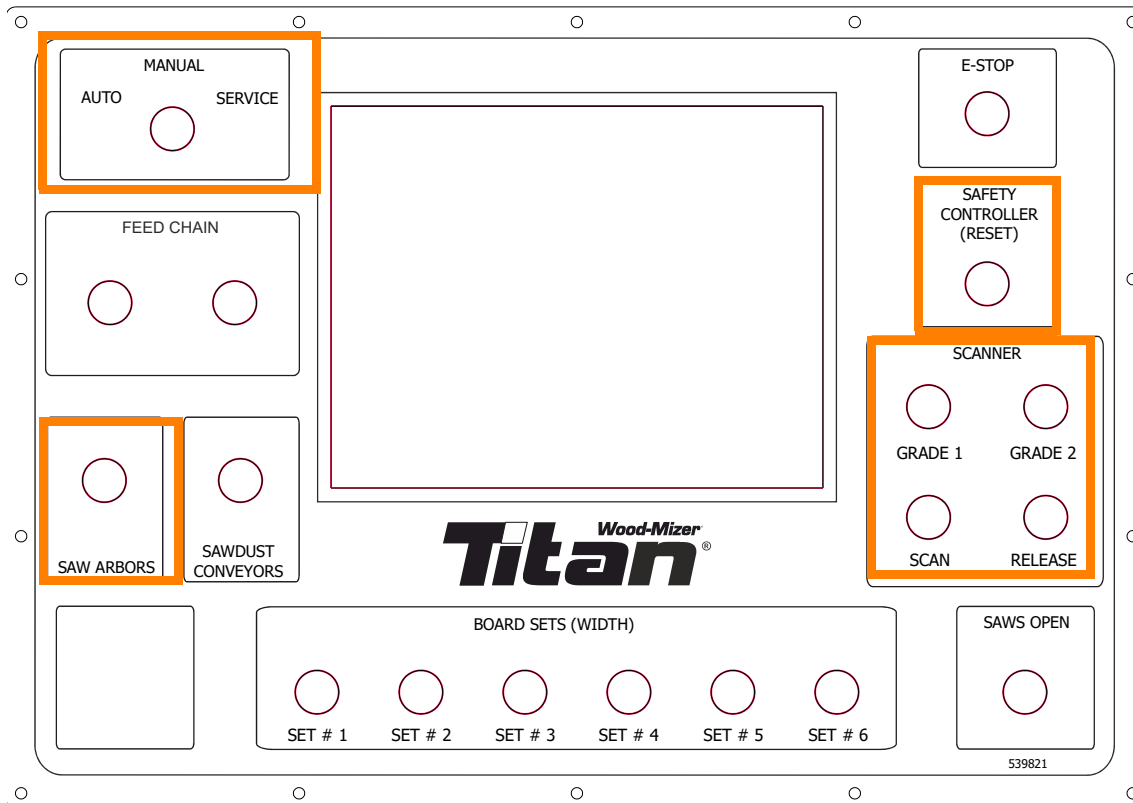 MANUAL
AUTO SERVICE
E-STOP
SAFETY
CONTROLLER
(RESET)
FEED CHAIN
SCANNER
GRADE 1 GRADE 2
SCAN RELEASE
SAW ARBORS
SAWDUST
CONVEYORS
Wood-Mizer
Titan®
BOARD SETS (WIDTH)
SET # 1 SET # 2 SET # 3 SET # 4 SET # 5 SET # 6
SAWS OPEN
539821